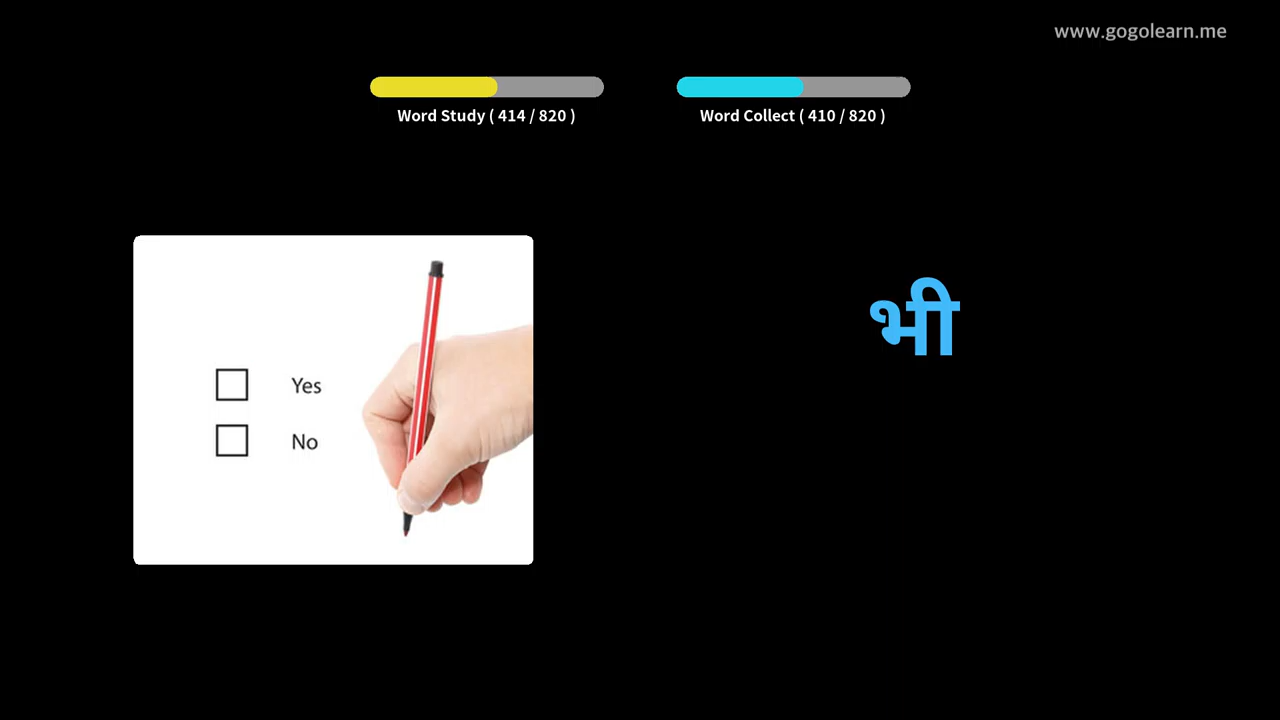 www.gogolearn.me
Word Study ( 414 / 820 )
Word Collect ( 410 / 820 )
भी
Yes
No